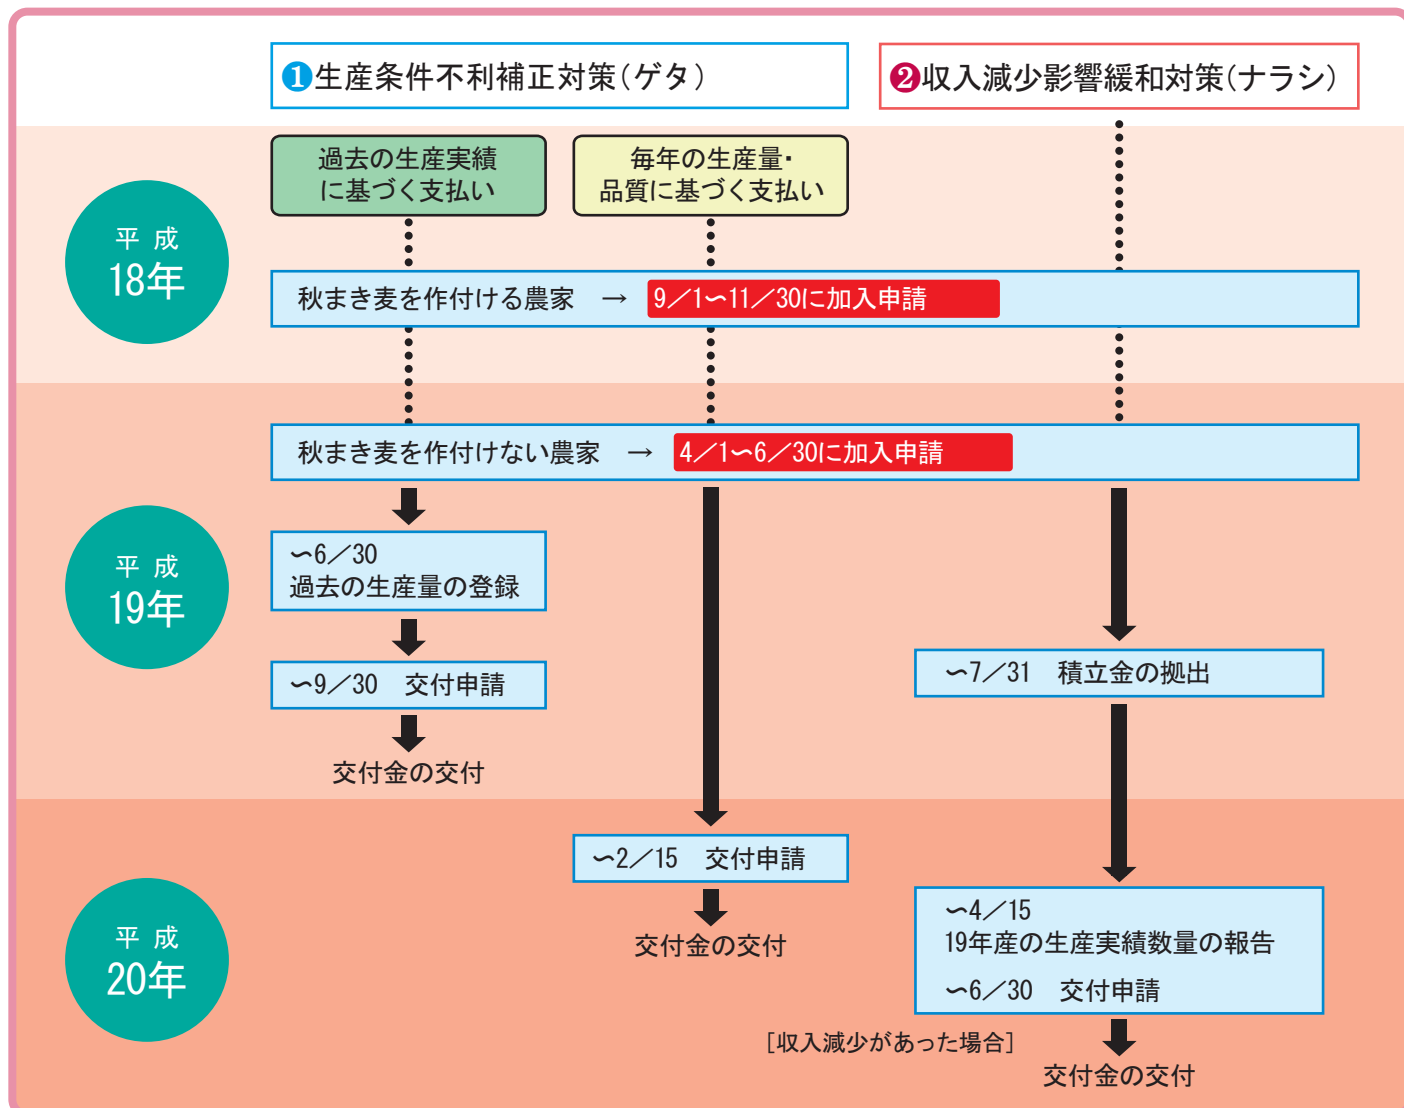 ❶生産条件不利補正対策(ゲタ)
❷収入減少影響緩和対策(ナラシ)
過去の生産実績
に基づく支払い
毎年の生産量・
品質に基づく支払い
平成
18年
秋まき麦を作付ける農家 → 9/1〜11/30に加入申請
秋まき麦を作付けない農家 → 4/1〜6/30に加入申請
平成
19年
〜6/30
過去の生産量の登録
〜9/30 交付申請
交付金の交付
〜7/31 積立金の拠出
平成
20年
〜2/15 交付申請
交付金の交付
〜4/15
19年産の生産実績数量の報告
〜6/30 交付申請
[収入減少があった場合]
交付金の交付